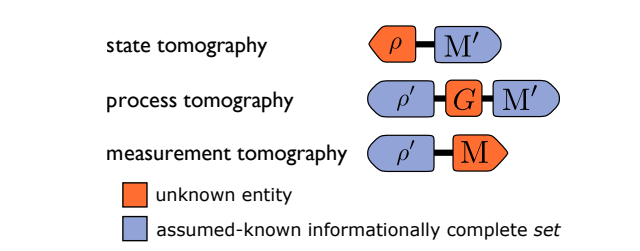 state tomography ρ M′
process tomography ρ′ G M′
measurement tomography ρ′ M
unknown entity
assumed-known informationally complete set